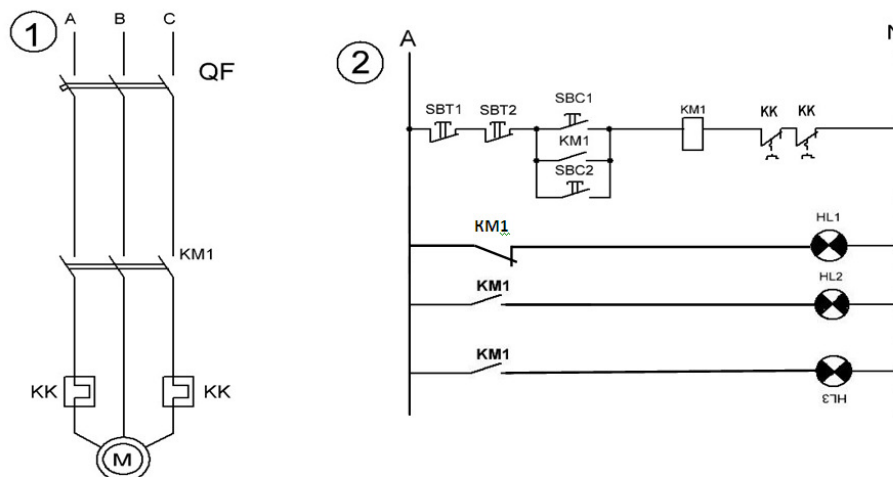 1
A B C
QF
KM1
KK KK
M
2
A N
SBT1 SBT2 SBC1 KM1 KK KK
KM1
SBC2
KM1 HL1
KM1 HL2
KM1 HL3